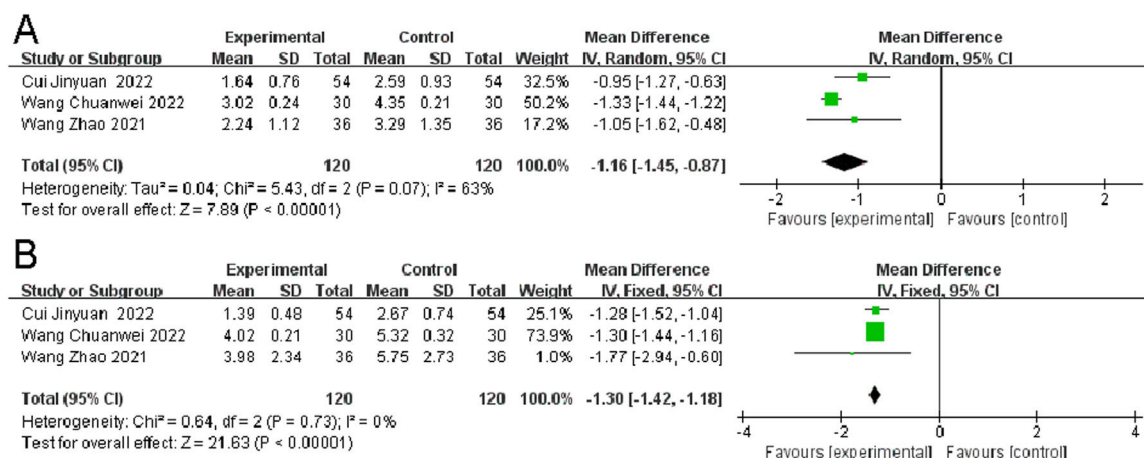 A
Experimental Control Mean Difference Mean Difference
Study or Subgroup Mean SD Total Mean SD Total Weight IV, Random, 95% CI IV, Random, 95% CI
Cui Jinyuan 2022 1.64 0.76 54 2.59 0.93 54 32.5% -0.95 [-1.27, -0.63]
Wang Chuanwei 2022 3.02 0.24 30 4.35 0.21 30 50.2% -1.33 [-1.44, -1.22]
Wang Zhao 2021 2.24 1.12 36 3.29 1.35 36 17.2% -1.05 [-1.62, -0.48]
Total (95% CI) 120 120 100.0% -1.16 [-1.45, -0.87]
Heterogeneity: Tau² = 0.04; Chi² = 5.43, df = 2 (P = 0.07); I² = 63%
Test for overall effect: Z = 7.89 (P < 0.00001)
-2 -1 0 1 2
Favours [experimental] Favours [control]
B
Experimental Control Mean Difference Mean Difference
Study or Subgroup Mean SD Total Mean SD Total Weight IV, Fixed, 95% CI IV, Fixed, 95% CI
Cui Jinyuan 2022 1.39 0.48 54 2.67 0.74 54 25.1% -1.28 [-1.52, -1.04]
Wang Chuanwei 2022 4.02 0.21 30 5.32 0.32 30 73.9% -1.30 [-1.44, -1.16]
Wang Zhao 2021 3.98 2.34 36 5.75 2.73 36 1.0% -1.77 [-2.94, -0.60]
Total (95% CI) 120 120 100.0% -1.30 [-1.42, -1.18]
Heterogeneity: Chi² = 0.64, df = 2 (P = 0.73); I² = 0%
Test for overall effect: Z = 21.63 (P < 0.00001)
-4 -2 0 2 4
Favours [experimental] Favours [control]